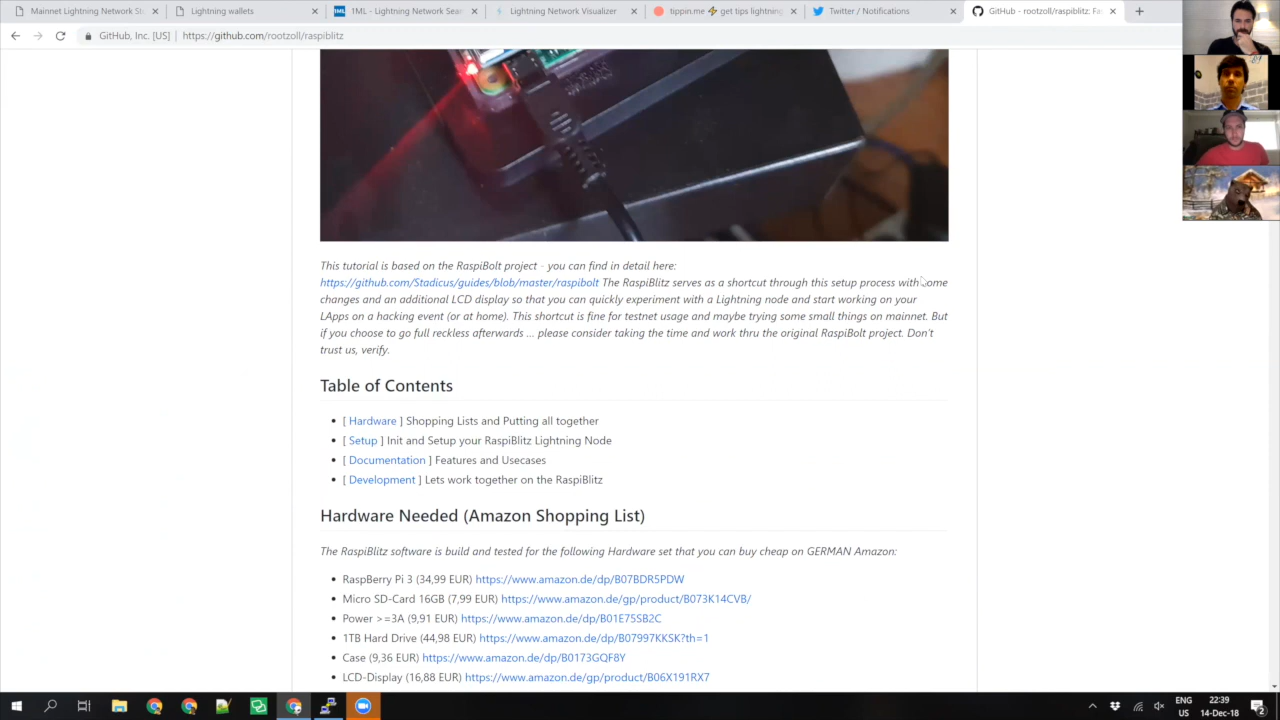 Mainnet Lightning Network St
Lightning wallets
1ML - Lightning Network Sea
Lightning Network Visualizer
tippin.me ⚡ get tips lightning
Twitter / Notifications
GitHub - rootzoll/raspiblitz: Fa
GitHub, Inc. [US] | https://github.com/rootzoll/raspiblitz
This tutorial is based on the RaspiBolt project - you can find in detail here:
https://github.com/Stadicus/guides/blob/master/raspibolt The RaspiBlitz serves as a shortcut through this setup process with some
changes and an additional LCD display so that you can quickly experiment with a Lightning node and start working on your
LApps on a hacking event (or at home). This shortcut is fine for testnet usage and maybe trying some small things on mainnet. But
if you choose to go full reckless afterwards ... please consider taking the time and work thru the original RaspiBolt project. Don't
trust us, verify.
Table of Contents
[ Hardware ] Shopping Lists and Putting all together
[ Setup ] Init and Setup your RaspiBlitz Lightning Node
[ Documentation ] Features and Usecases
[ Development ] Lets work together on the RaspiBlitz
Hardware Needed (Amazon Shopping List)
The RaspiBlitz software is build and tested for the following Hardware set that you can buy cheap on GERMAN Amazon:
RaspBerry Pi 3 (34,99 EUR) https://www.amazon.de/dp/B07BDR5PDW
Micro SD-Card 16GB (7,99 EUR) https://www.amazon.de/gp/product/B073K14CVB/
Power >=3A (9,91 EUR) https://www.amazon.de/dp/B01E75SB2C
1TB Hard Drive (44,98 EUR) https://www.amazon.de/dp/B07997KKSK?th=1
Case (9,36 EUR) https://www.amazon.de/dp/B0173GQF8Y
LCD-Display (16,88 EUR) https://www.amazon.de/gp/product/B06X191RX7
ENG 22:39
US 14-Dec-18
2